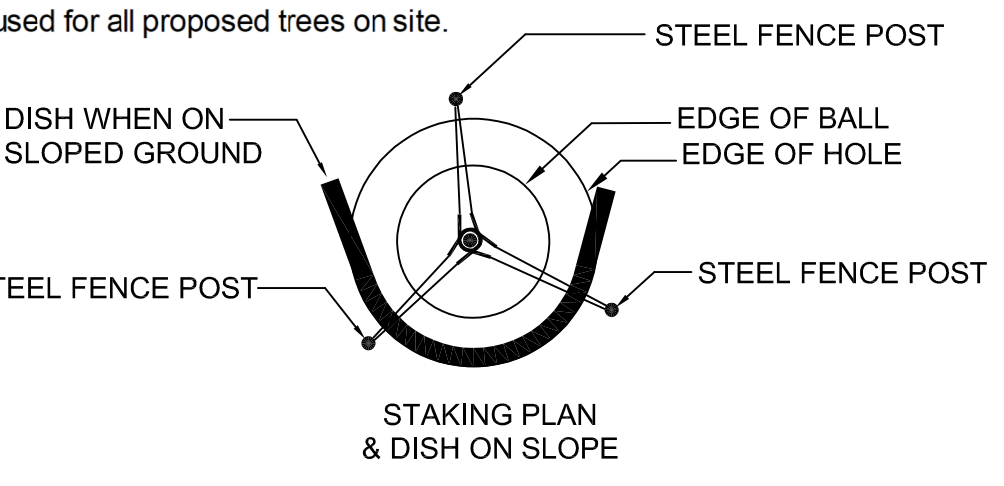 used for all proposed trees on site.
STEEL FENCE POST
DISH WHEN ON
SLOPED GROUND
EDGE OF BALL
EDGE OF HOLE
TEEL FENCE POST
STEEL FENCE POST
STAKING PLAN
& DISH ON SLOPE